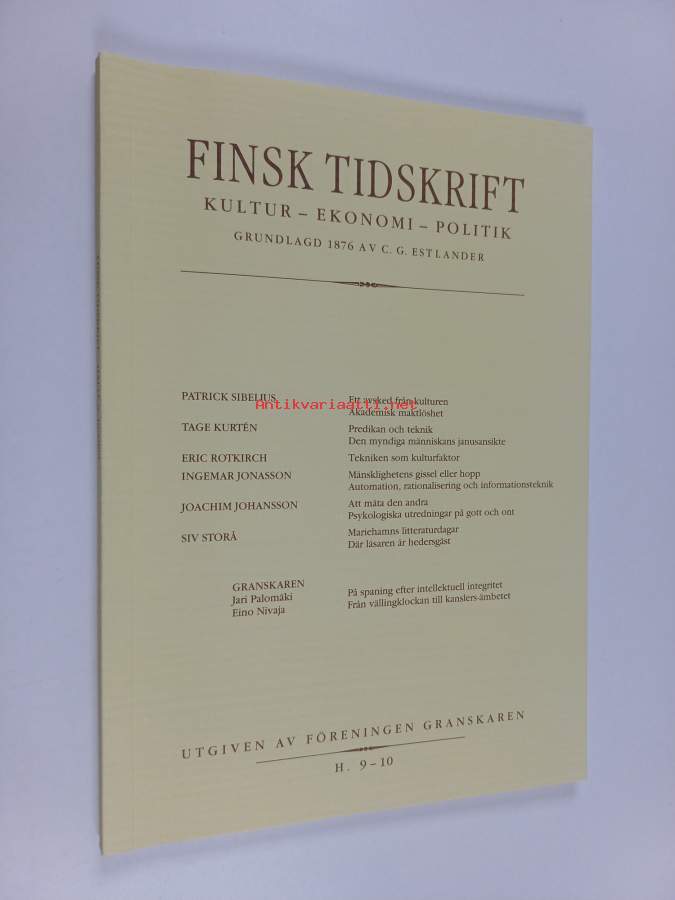 FINSK TIDSKRIFT
KULTUR – EKONOMI – POLITIK
GRUNDLAGD 1876 AV C. G. ESTLANDER
PATRICK SIBELIUS Ett avsked från kulturen
Akademisk maktlöshet
Antikvariaatti.net
TAGE KURTÉN Predikan och teknik
Den myndiga människans janusansikte
ERIC ROTKIRCH Tekniken som kulturfaktor
INGEMAR JONASSON Mänsklighetens gissel eller hopp
Automation, rationalisering och informationsteknik
JOACHIM JOHANSSON Att mäta den andra
Psykologiska utredningar på gott och ont
SIV STORÅ Mariehamns litteraturdagar
Där läsaren är hedersgäst
GRANSKAREN
Jari Palomäki På spaning efter intellektuell integritet
Eino Nivaja Från vällingklockan till kanslers-ämbetet
UTGIVEN AV FÖRENINGEN GRANSKAREN
H. 9–10